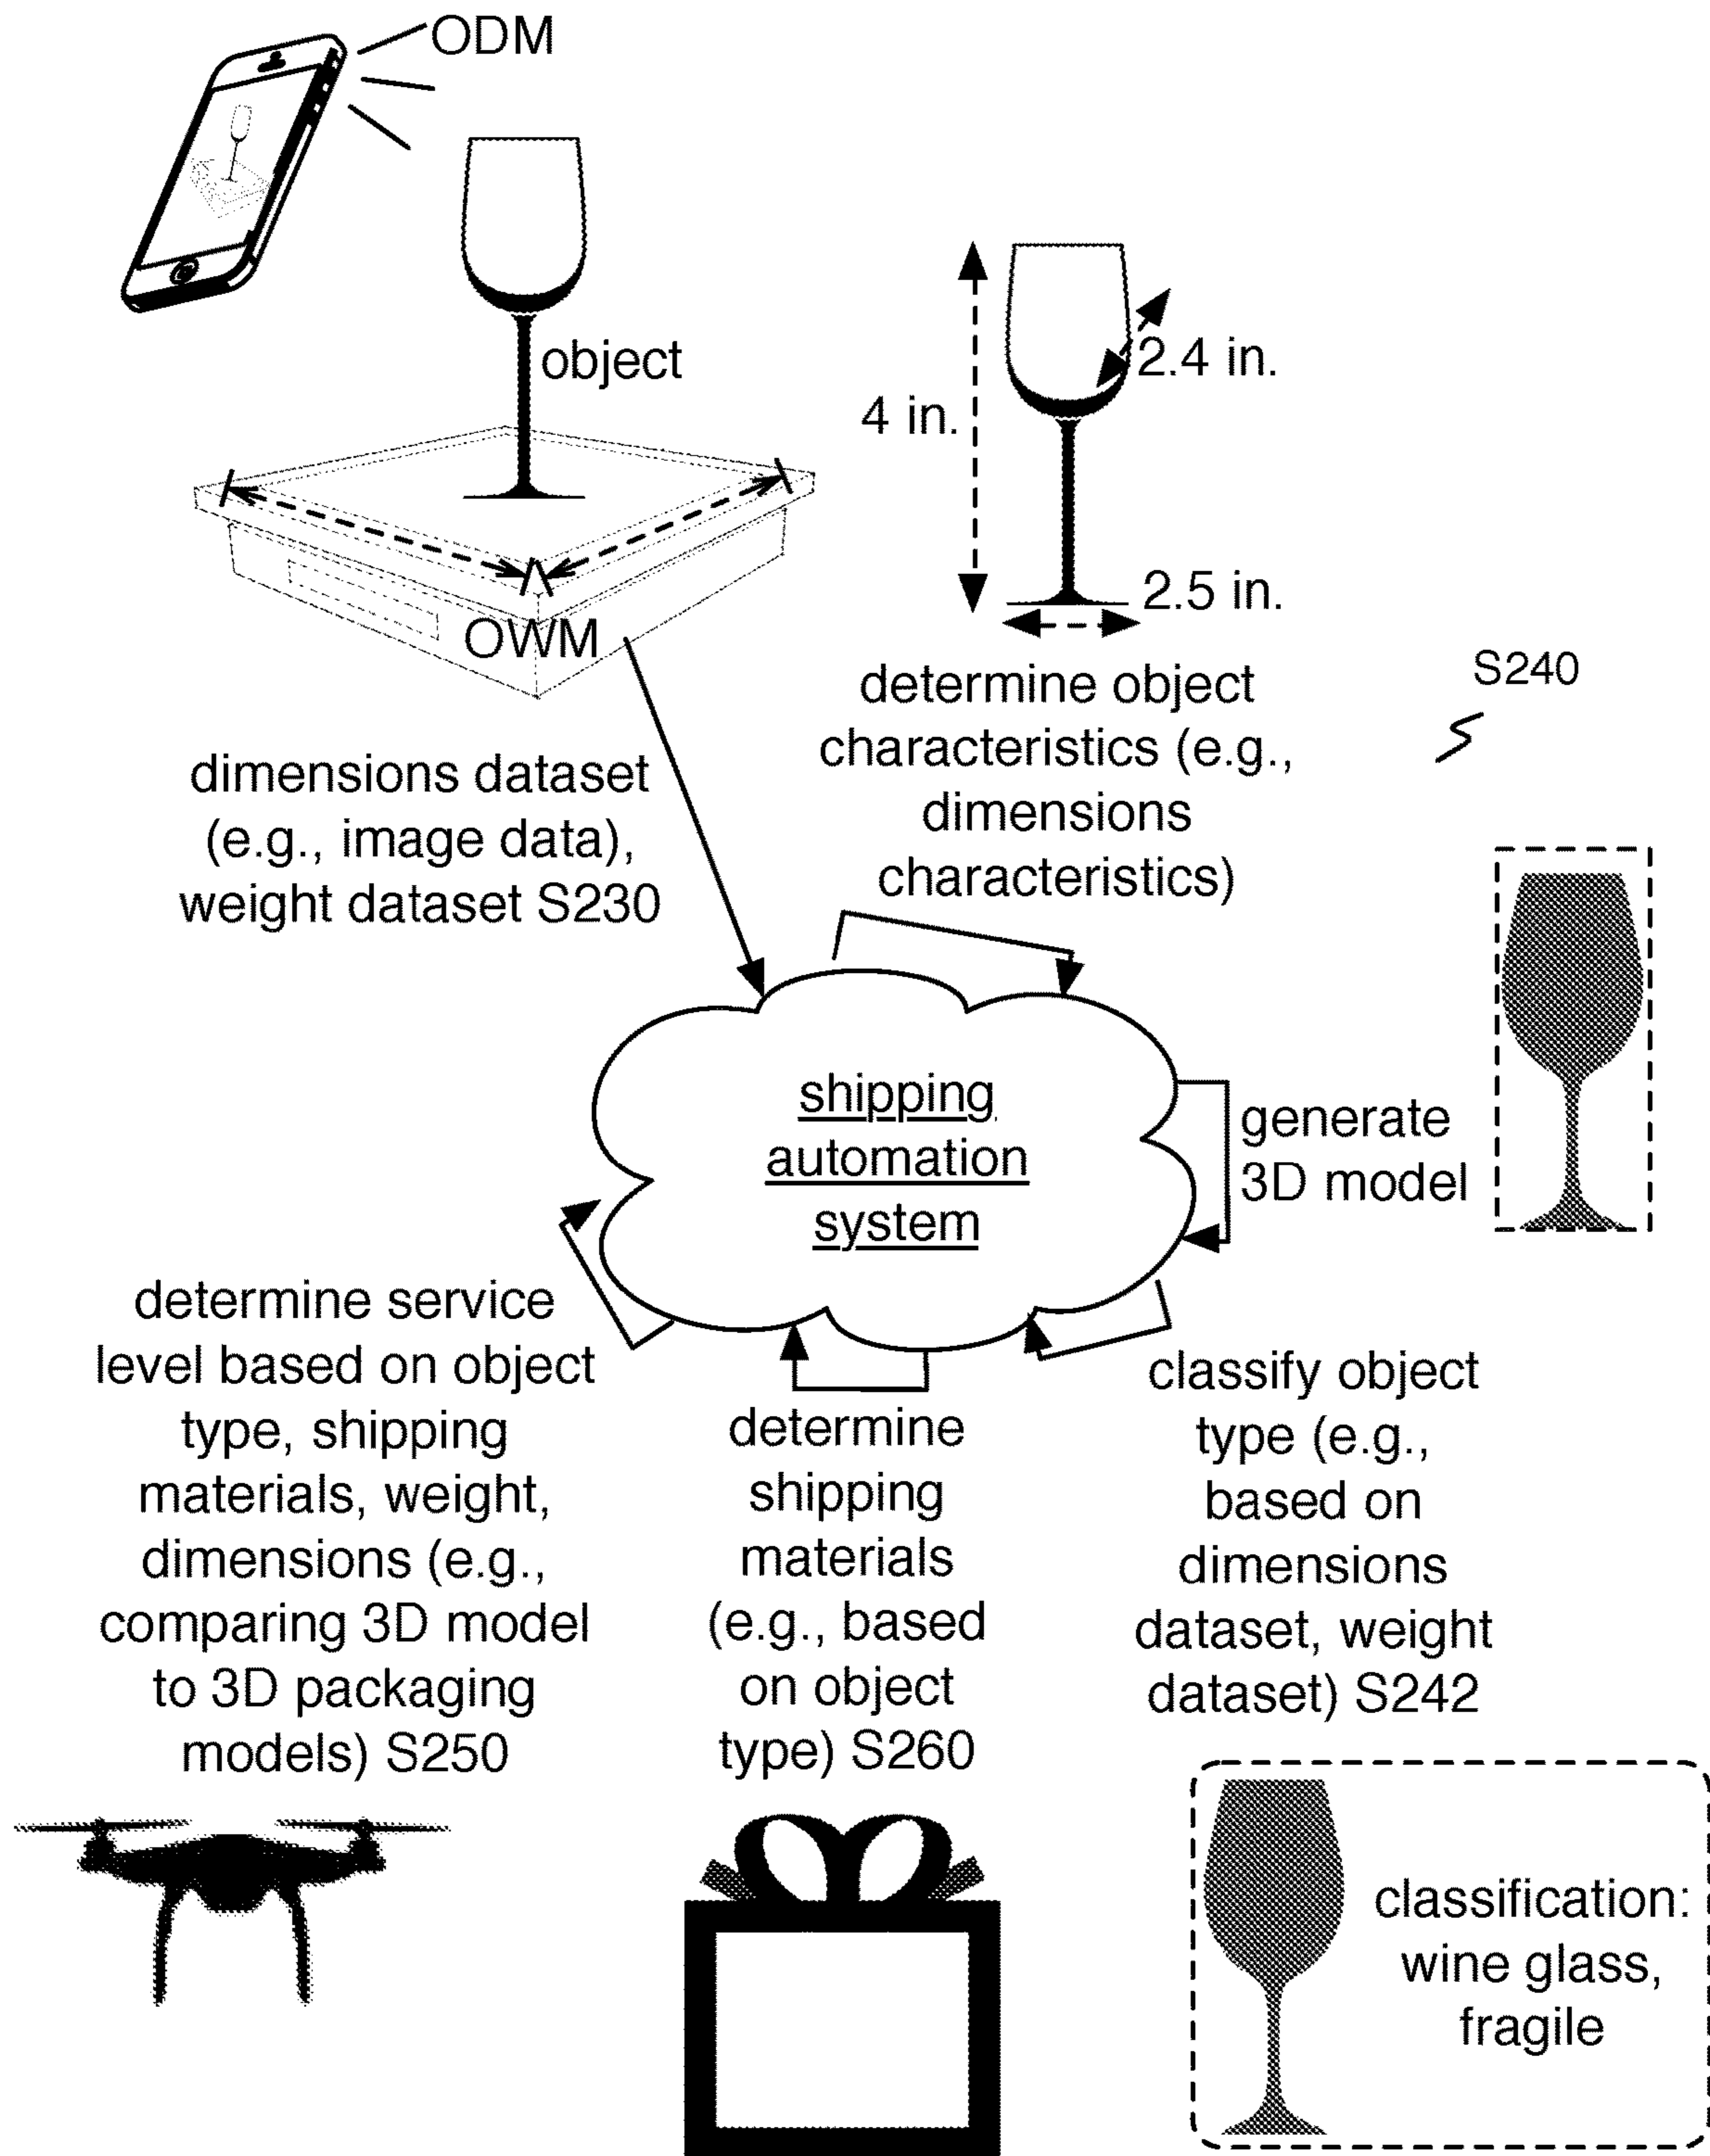 ODM
object
OWM
4 in.
2.4 in.
2.5 in.
determine object
characteristics (e.g.,
dimensions
characteristics)
S240
dimensions dataset
(e.g., image data),
weight dataset S230
shipping
automation
system
generate
3D model
determine service
level based on object
type, shipping
materials, weight,
dimensions (e.g.,
comparing 3D model
to 3D packaging
models) S250
determine
shipping
materials
(e.g., based
on object
type) S260
classify object
type (e.g.,
based on
dimensions
dataset, weight
dataset) S242
classification:
wine glass,
fragile